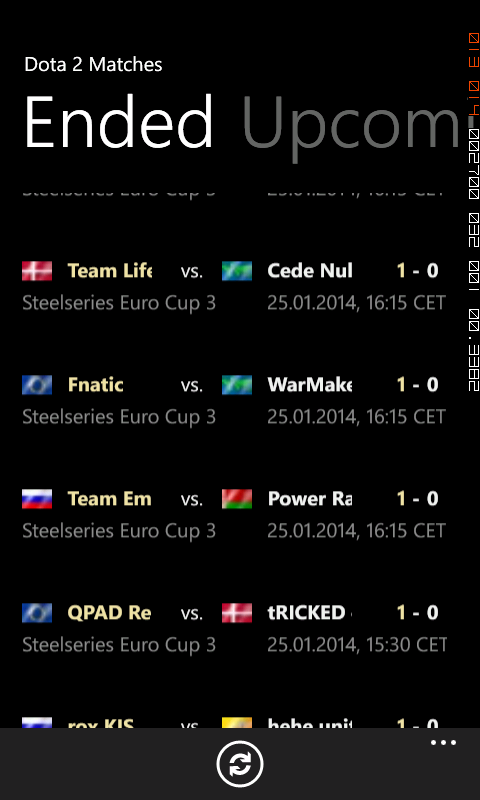 Dota 2 Matches
Ended Upcom
Steelseries Euro Cup 3 25.01.2014, 16:15 CET
Team Life vs. Cede Nul 1 - 0
Steelseries Euro Cup 3 25.01.2014, 16:15 CET
Fnatic vs. WarMake 1 - 0
Steelseries Euro Cup 3 25.01.2014, 16:15 CET
Team Em vs. Power Ra 1 - 0
Steelseries Euro Cup 3 25.01.2014, 16:15 CET
QPAD Re vs. tRICKED 1 - 0
Steelseries Euro Cup 3 25.01.2014, 15:30 CET
rox KIS vs. hehe unit 1 - 0